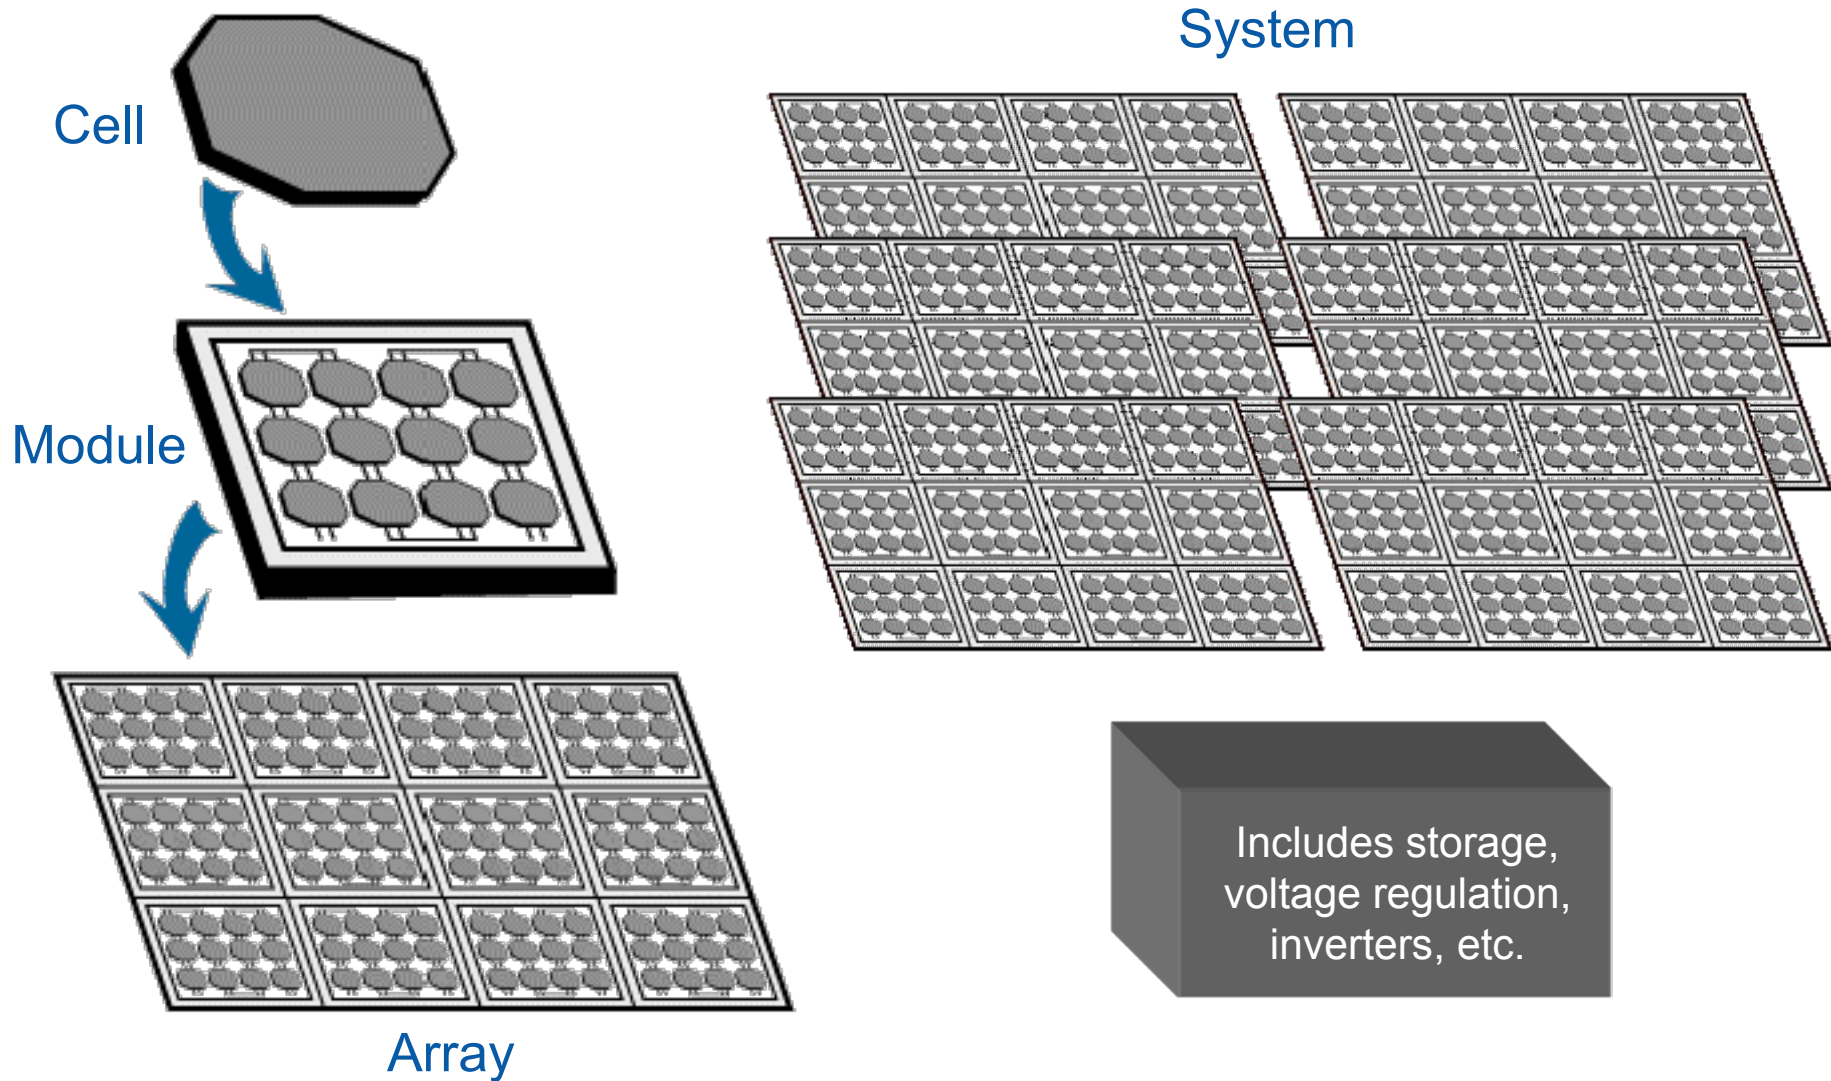 System
Cell
Module
Array
Includes storage,
voltage regulation,
inverters, etc.